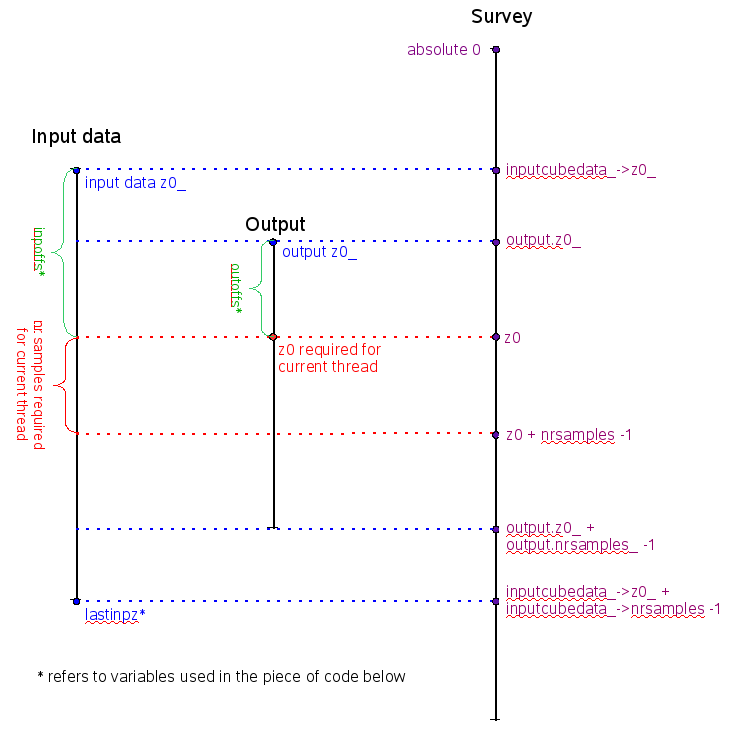 Survey
absolute 0
Input data
inputcubedata_->z0_
input data z0_
Output
output.z0_
output z0_
inpoffs*
outoffs*
z0
z0 required for
current thread
nr. samples required
for current thread
z0 + nrsamples -1
output.z0_ +
output.nrsamples_ -1
inputcubedata_->z0_ +
inputcubedata_->nrsamples -1
lastinpz*
* refers to variables used in the piece of code below